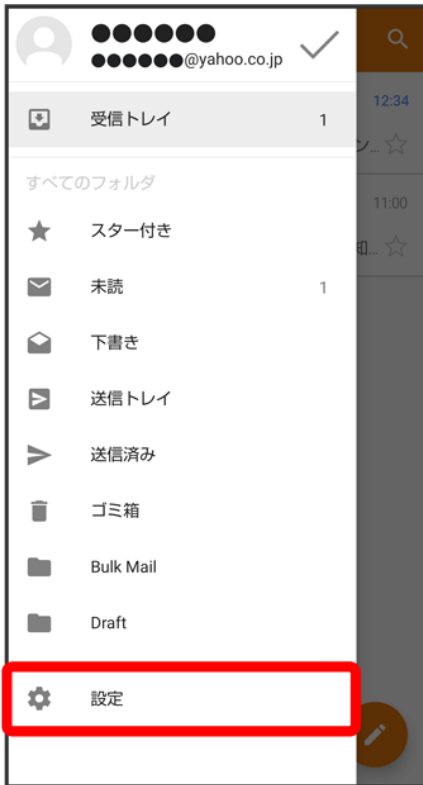 ●●●●●●
●●●●●●@yahoo.co.jp
受信トレイ 1
すべてのフォルダ
スター付き
未読 1
下書き
送信トレイ
送信済み
ゴミ箱
Bulk Mail
Draft
設定
12:34
ン...
11:00
知...